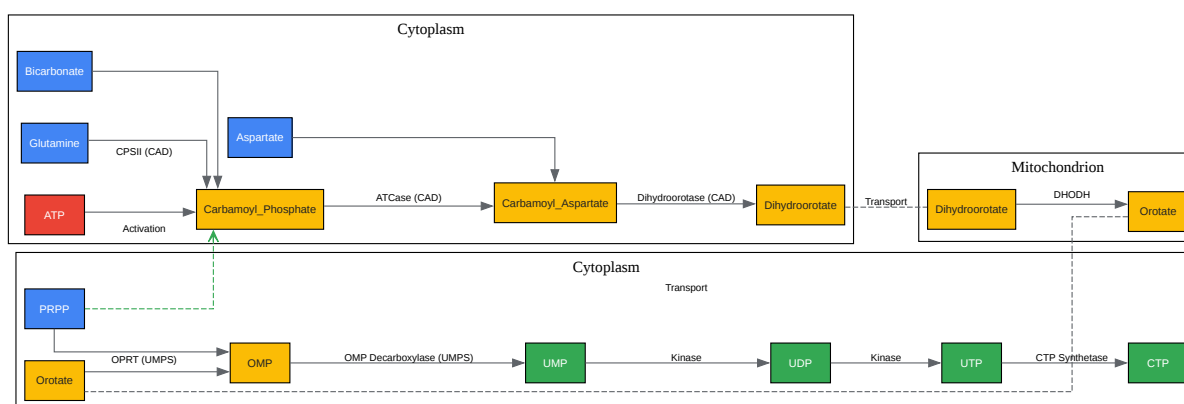 Cytoplasm
Bicarbonate
Glutamine
CPSII (CAD)
Aspartate
Mitochondrion
ATP
Activation
Carbamoyl_Phosphate
ATCase (CAD)
Carbamoyl_Aspartate
Dihydroorotase (CAD)
Dihydroorotate
Transport
Dihydroorotate
DHODH
Orotate
Cytoplasm
PRPP
Transport
OPRT (UMPS)
Orotate
OMP
OMP Decarboxylase (UMPS)
UMP
Kinase
UDP
Kinase
UTP
CTP Synthetase
CTP